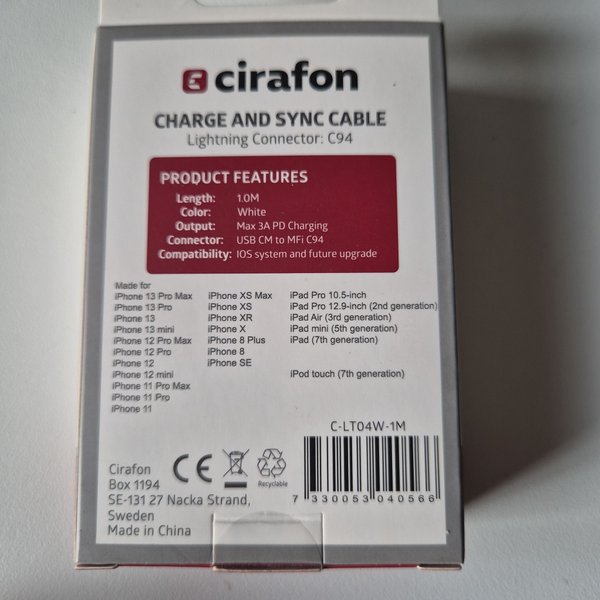 cirafon
CHARGE AND SYNC CABLE
Lightning Connector: C94
PRODUCT FEATURES
Length: 1.0M
Color: White
Output: Max 3A PD Charging
Connector: USB CM to MFi C94
Compatibility: IOS system and future upgrade
Made for
iPhone 13 Pro Max
iPhone 13 Pro
iPhone 13
iPhone 13 mini
iPhone 12 Pro Max
iPhone 12 Pro
iPhone 12
iPhone 12 mini
iPhone 11 Pro Max
iPhone 11 Pro
iPhone 11
iPhone XS Max
iPhone XS
iPhone XR
iPhone X
iPhone 8 Plus
iPhone 8
iPhone SE
iPad Pro 10.5-inch
iPad Pro 12.9-inch (2nd generation)
iPad Air (3rd generation)
iPad mini (5th generation)
iPad (7th generation)
iPod touch (7th generation)
C-LT04W-1M
7 330053 040566
CE
Recyclable
Cirafon
Box 1194
SE-131 27 Nacka Strand,
Sweden
Made in China